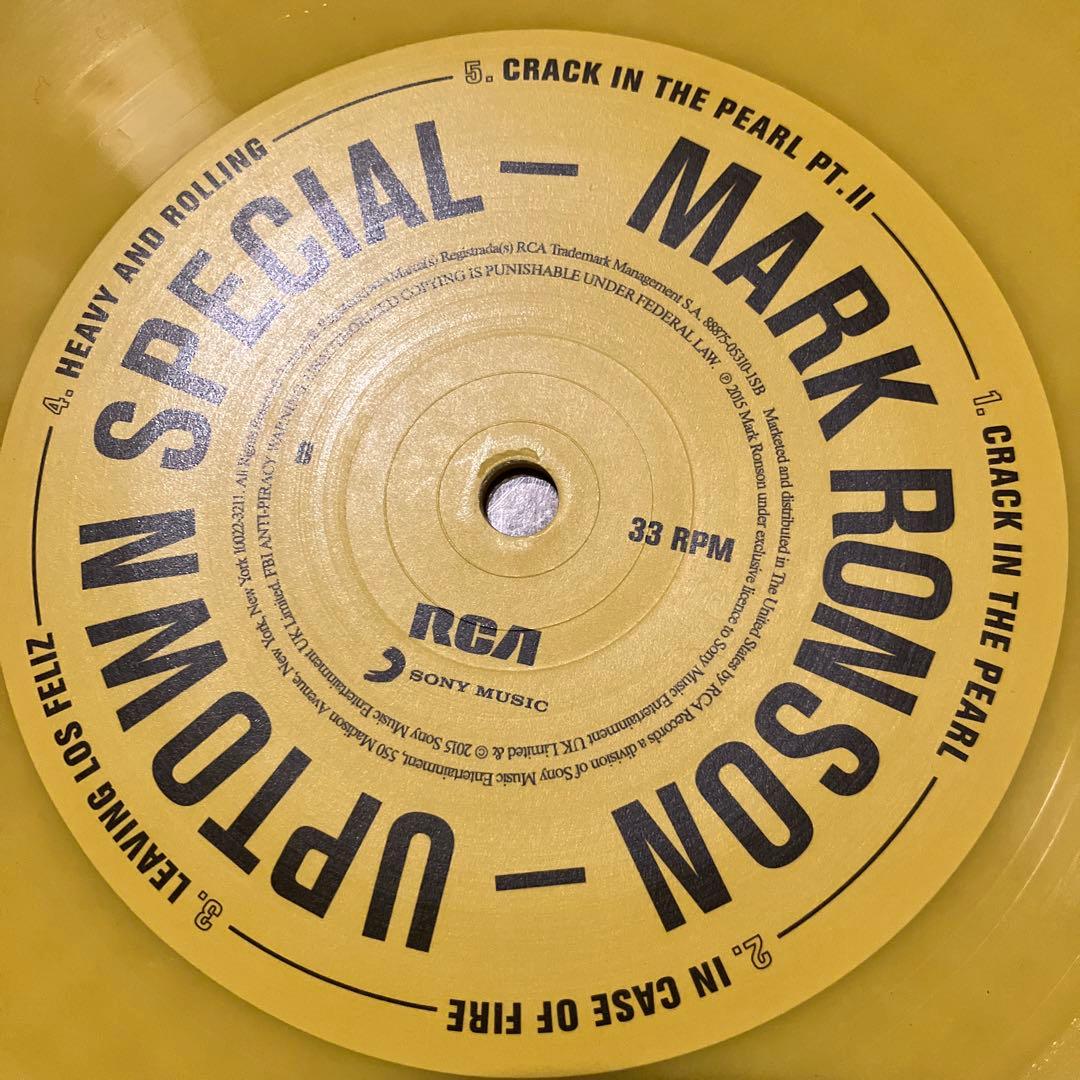 MARK RONSON — UPTOWN SPECIAL —
1. CRACK IN THE PEARL
2. IN CASE OF FIRE
3. LEAVING LOS FELIZ
4. HEAVY AND ROLLING
5. CRACK IN THE PEARL PT.II
B
33 RPM
RCA
SONY MUSIC
88875-05310-1SB Marketed and distributed in The United States by RCA Records a division of Sony Music Entertainment, 550 Madison Avenue, New York, New York 10022-3211. All Rights Marca(s) Registrada(s) RCA Trademark Management S.A.
℗ 2015 Mark Ronson under exclusive licence to Sony Music Entertainment UK Limited & © 2015 Sony Music Entertainment UK Limited. FBI ANTI-PIRACY WARNING: UNAUTHORIZED COPYING IS PUNISHABLE UNDER FEDERAL LAW.